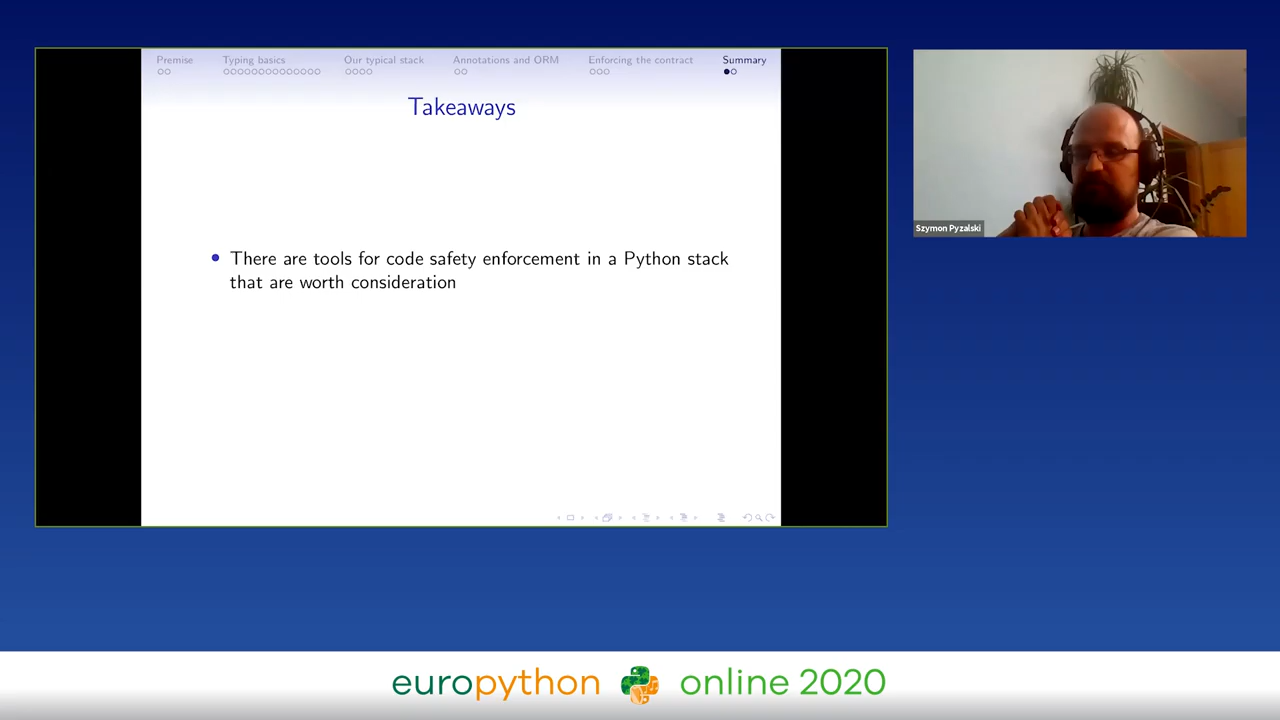 Premise
Typing basics
Our typical stack
Annotations and ORM
Enforcing the contract
Summary
Takeaways
There are tools for code safety enforcement in a Python stack
that are worth consideration
Szymon Pyzalski
europython online 2020